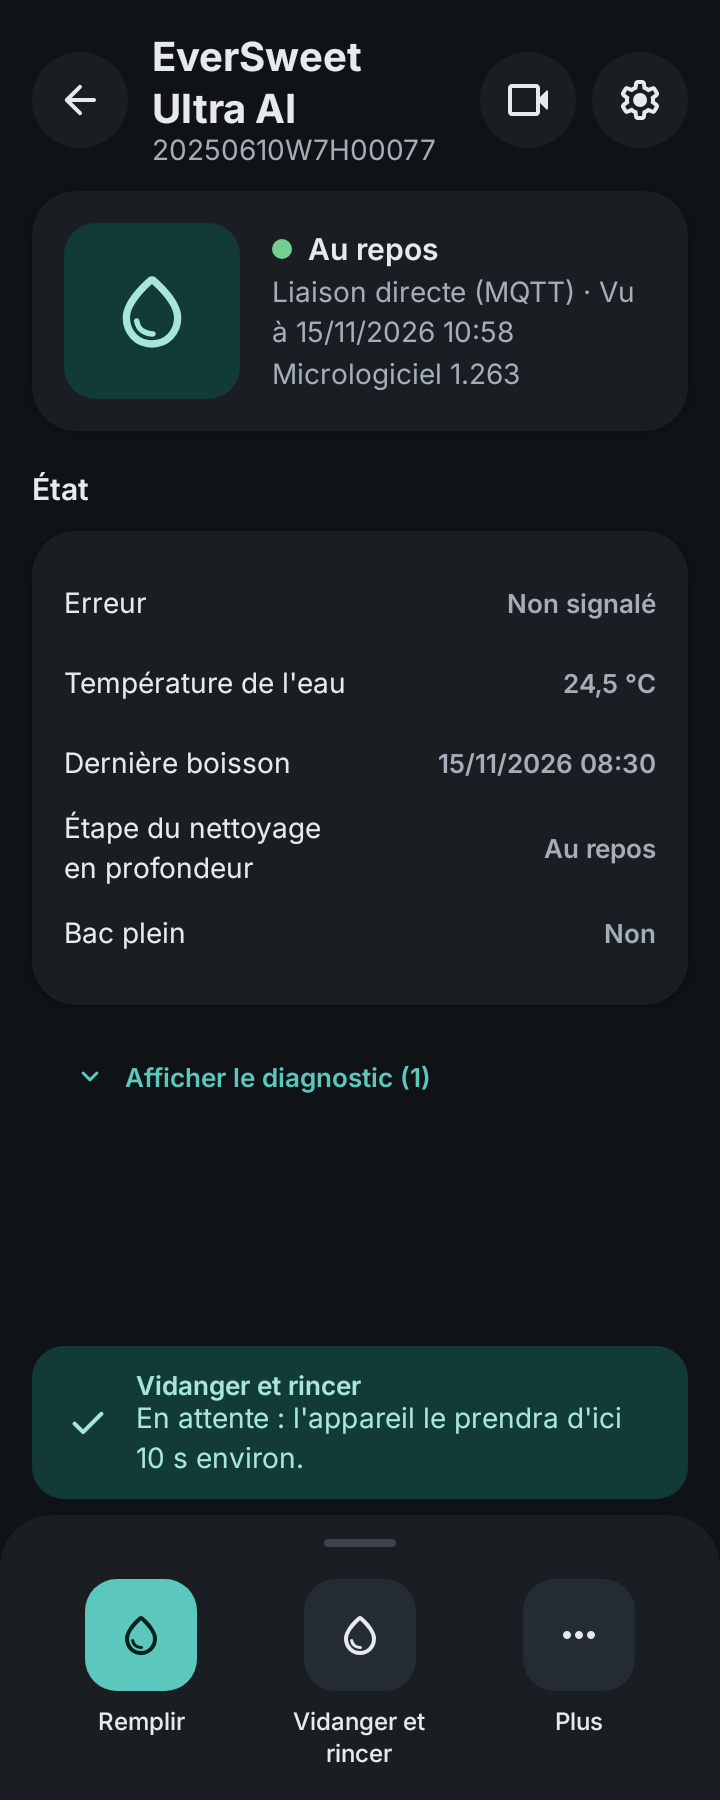 EverSweet
Ultra AI
20250610W7H00077
Au repos
Liaison directe (MQTT) · Vu
à 15/11/2026 10:58
Micrologiciel 1.263
État
Erreur
Non signalé
Température de l'eau
24,5 °C
Dernière boisson
15/11/2026 08:30
Étape du nettoyage
en profondeur
Au repos
Bac plein
Non
Afficher le diagnostic (1)
Vidanger et rincer
En attente : l'appareil le prendra d'ici
10 s environ.
Remplir
Vidanger et
rincer
Plus